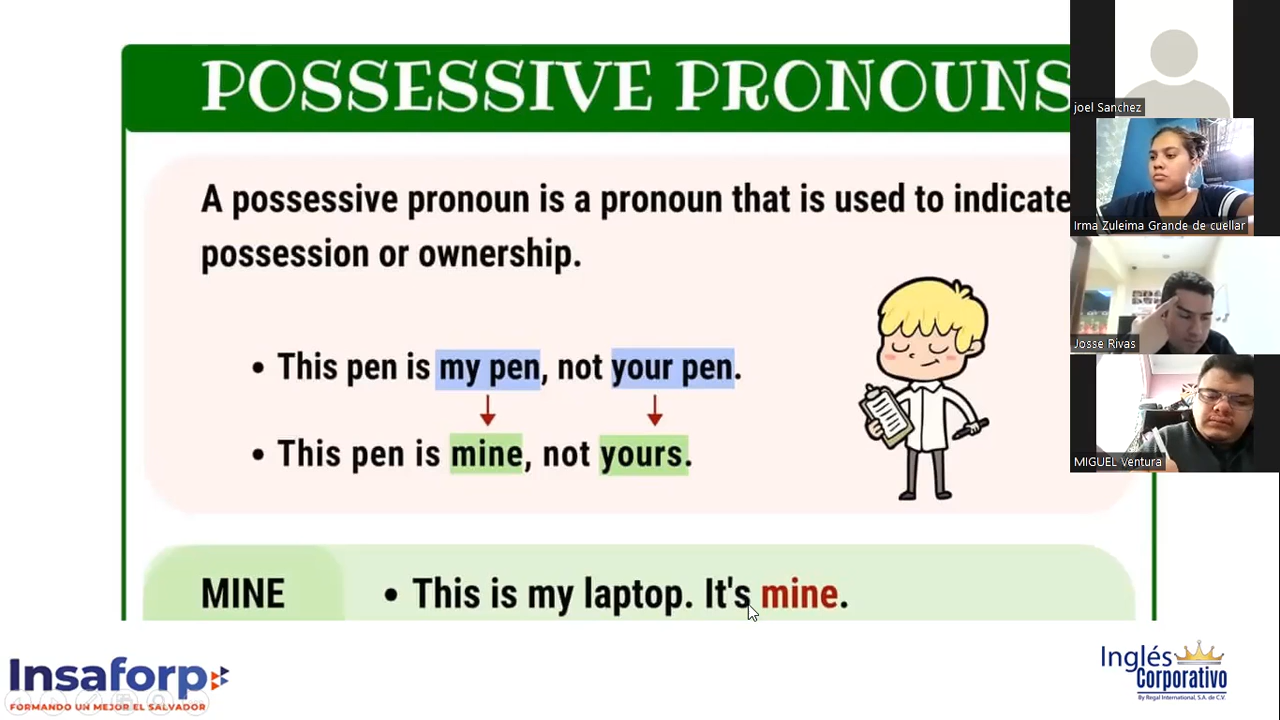 POSSESSIVE PRONOUNS
A possessive pronoun is a pronoun that is used to indicate
possession or ownership.
• This pen is my pen, not your pen.
• This pen is mine, not yours.
MINE
• This is my laptop. It's mine.
joel Sanchez
Irma Zuleima Grande de cuellar
Josse Rivas
MIGUEL Ventura
Insaforp
FORMANDO UN MEJOR EL SALVADOR
Inglés
Corporativo
By Regal International, S.A. de C.V.